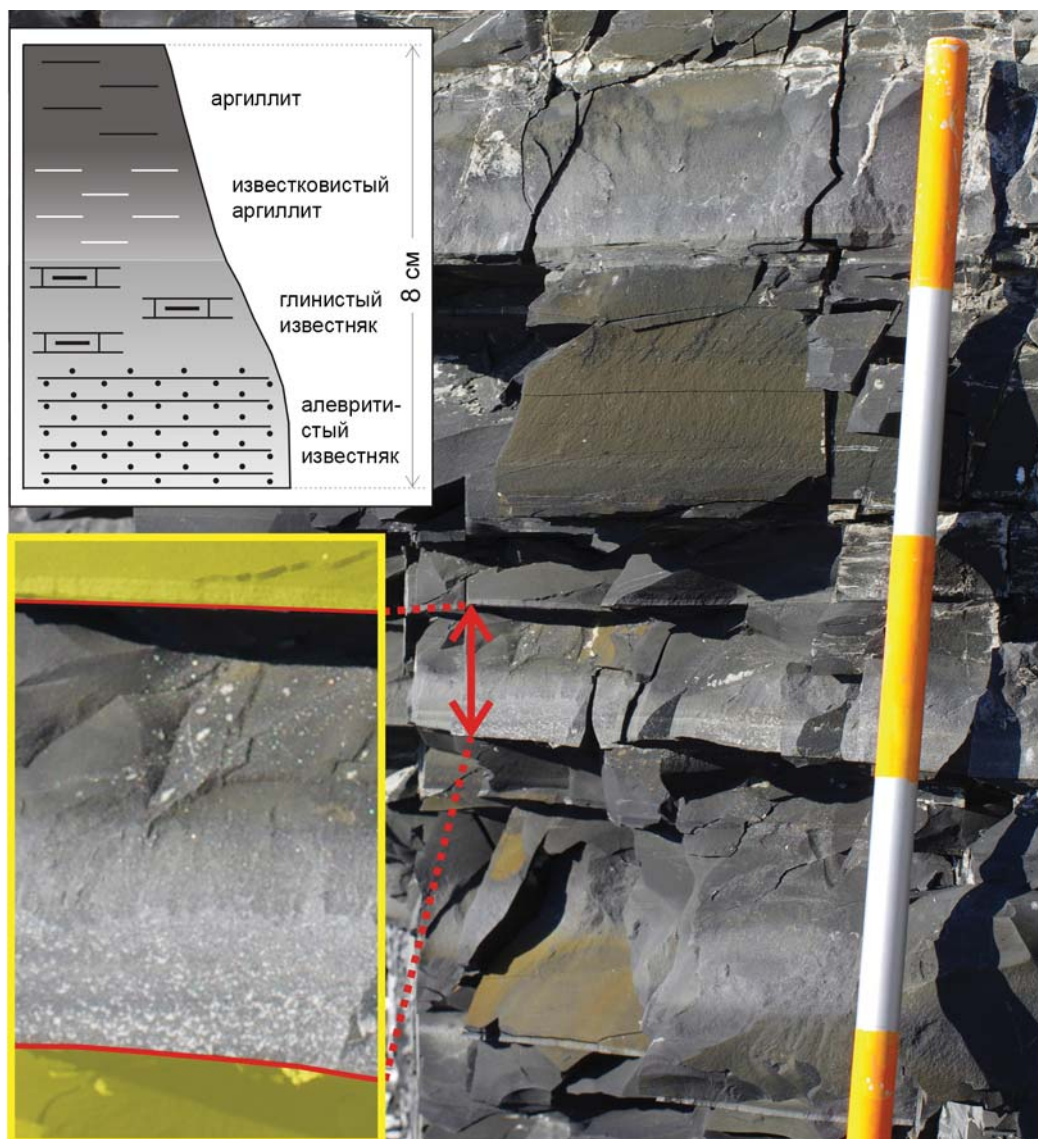 аргиллит
известковистый
аргиллит
глинистый
известняк
алеврити-
стый
известняк
8 см